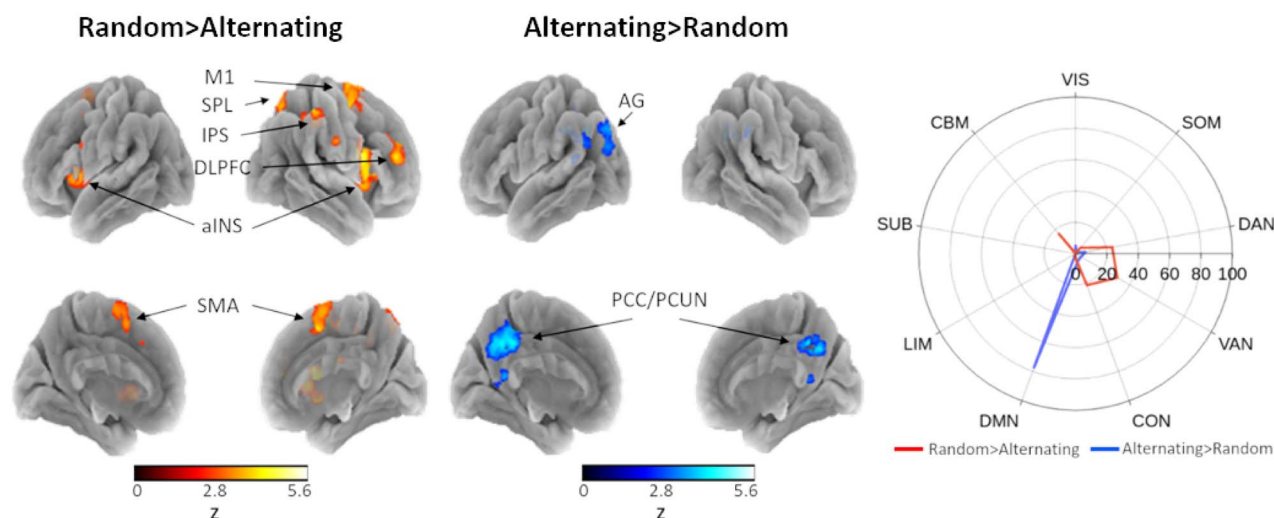 Random>Alternating
Alternating>Random
M1
SPL
IPS
DLPFC
aINS
AG
SMA
PCC/PCUN
0 2.8 5.6
z
0 2.8 5.6
z
VIS
CBM
SOM
SUB
DAN
0 20 40 60 80 100
LIM
VAN
DMN
CON
Random>Alternating
Alternating>Random